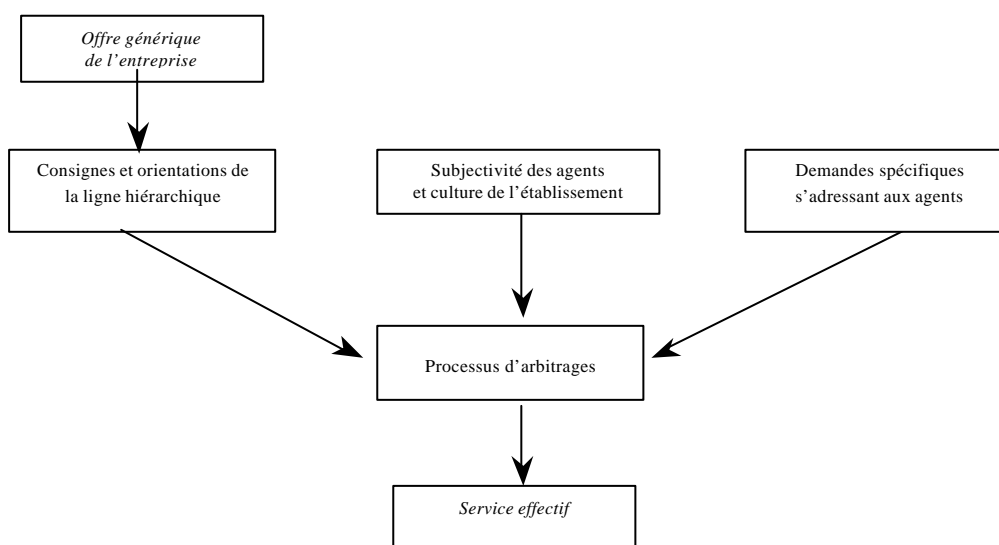 Offre générique
de l’entreprise
Consignes et orientations de
la ligne hiérarchique
Subjectivité des agents
et culture de l’établissement
Demandes spécifiques
s’adressant aux agents
Processus d’arbitrages
Service effectif